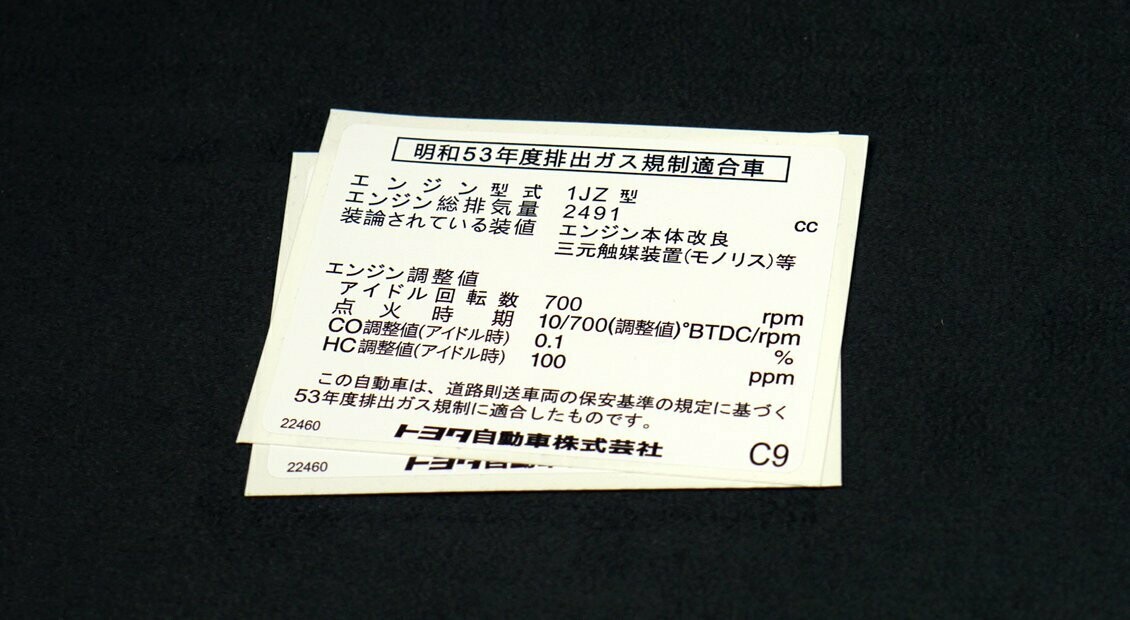 明和53年度排出ガス規制適合車
エンジン型式 1JZ 型
エンジン総排気量 2491 cc
装論されている装値 エンジン本体改良
三元触媒装置(モノリス)等
エンジン調整値
アイドル回転数 700 rpm
点火時期 10/700(調整値)°BTDC/rpm
CO調整値(アイドル時) 0.1 %
HC調整値(アイドル時) 100 ppm
この自動車は、道路則送車両の保安基準の規定に基づく
53年度排出ガス規制に適合したものです。
22460 トヨタ自動車株式芸社 C9
22460 トヨタ自動車